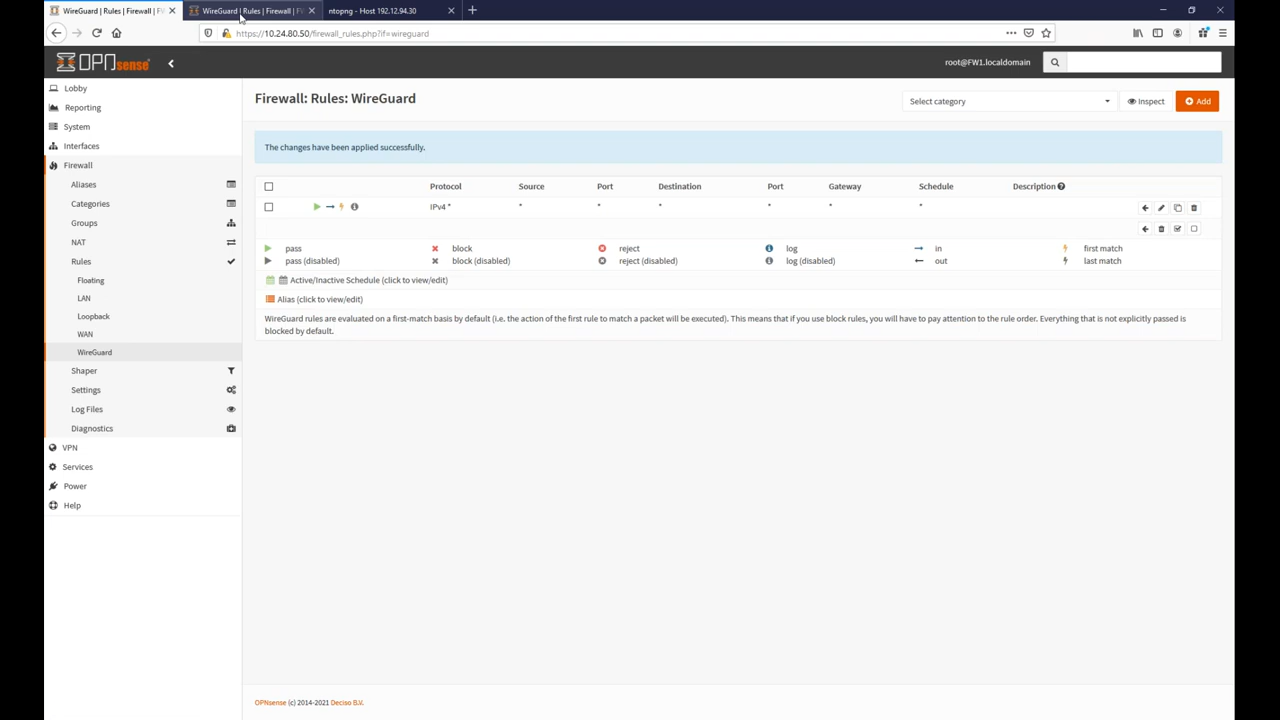 WireGuard | Rules | Firewall | F
WireGuard | Rules | Firewall | F
ntopng - Host 192.12.94.30
https://10.24.80.50/firewall_rules.php?if=wireguard
OPNsense
root@FW1.localdomain
Lobby
Reporting
System
Interfaces
Firewall
Aliases
Categories
Groups
NAT
Rules
Floating
LAN
Loopback
WAN
WireGuard
Shaper
Settings
Log Files
Diagnostics
VPN
Services
Power
Help
Firewall: Rules: WireGuard
Select category
Inspect
Add
The changes have been applied successfully.
Protocol Source Port Destination Port Gateway Schedule Description
IPv4 * * * * * * *
pass block reject log in first match
pass (disabled) block (disabled) reject (disabled) log (disabled) out last match
Active/Inactive Schedule (click to view/edit)
Alias (click to view/edit)
WireGuard rules are evaluated on a first-match basis by default (i.e. the action of the first rule to match a packet will be executed). This means that if you use block rules, you will have to pay attention to the rule order. Everything that is not explicitly passed is
blocked by default.
OPNsense (c) 2014-2021 Deciso B.V.